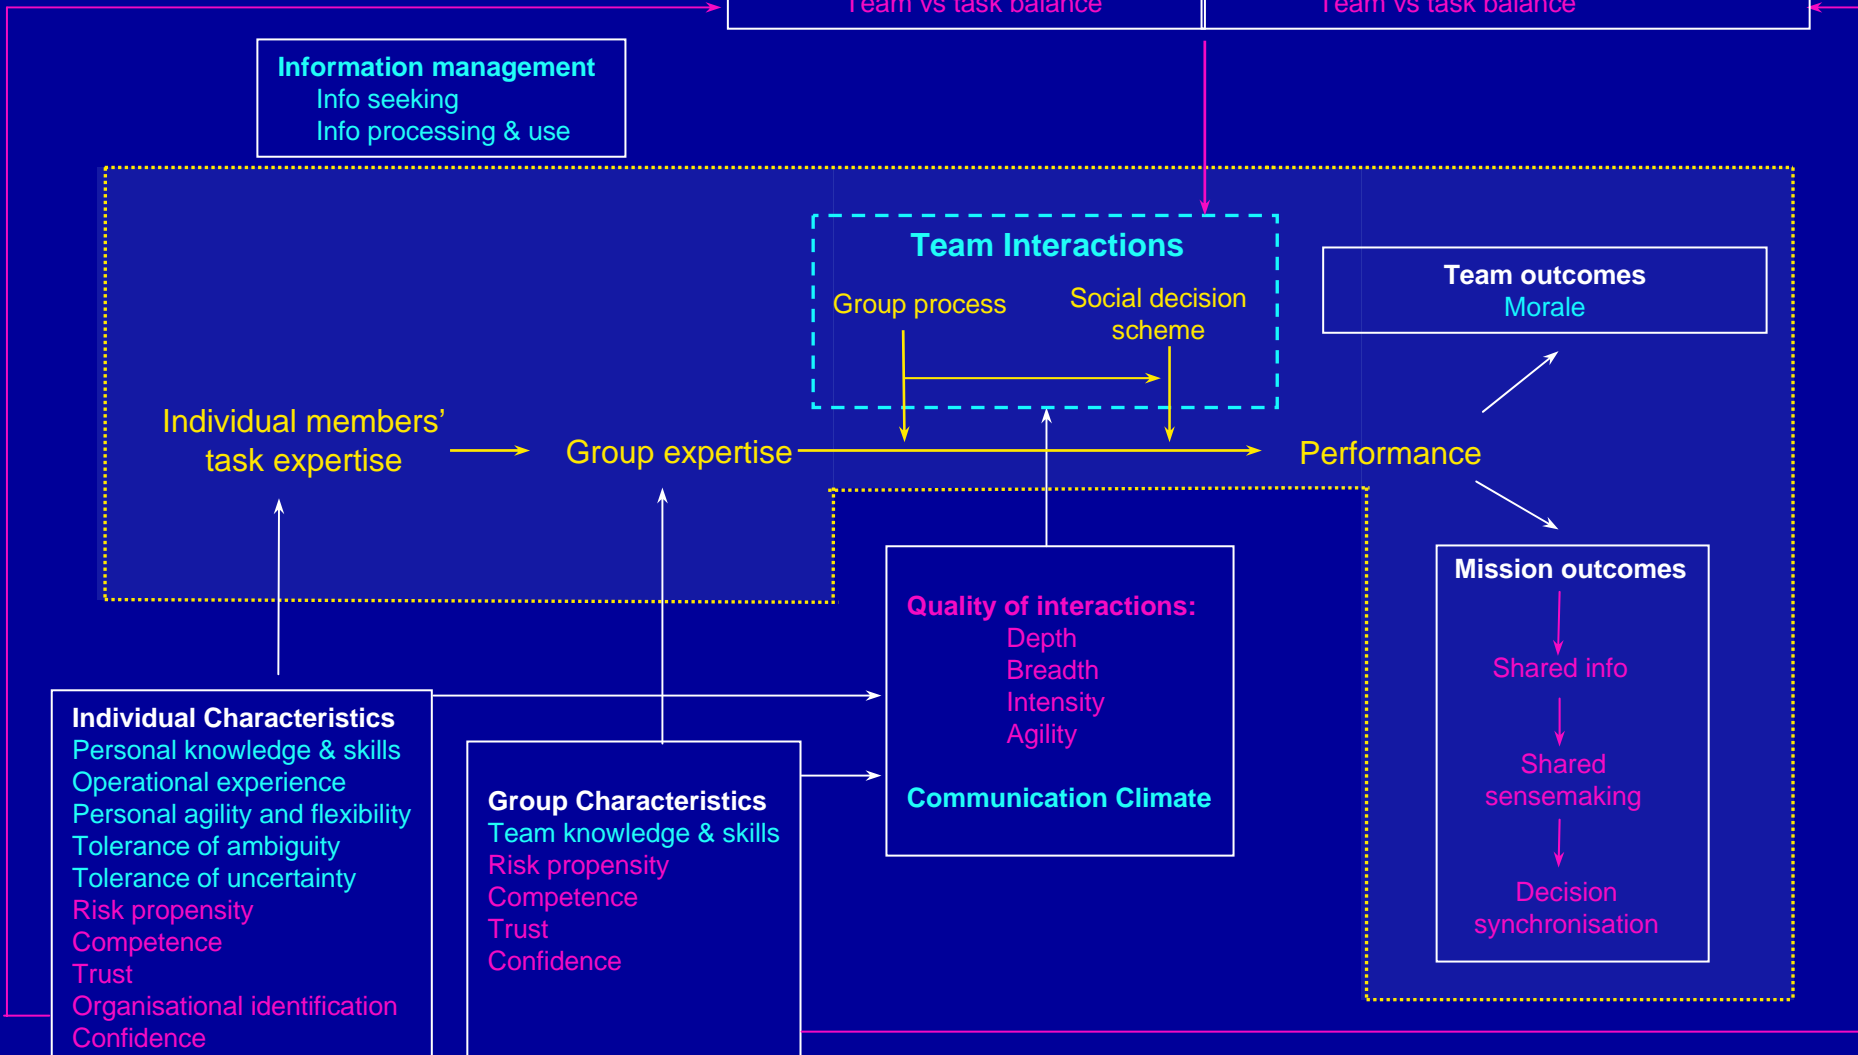 Team vs task balance
Team vs task balance
Information management
Info seeking
Info processing & use
Team Interactions
Group process
Social decision
scheme
Team outcomes
Morale
Individual members’
task expertise
Group expertise
Performance
Mission outcomes
Shared info
Shared
sensemaking
Decision
synchronisation
Quality of interactions:
Depth
Breadth
Intensity
Agility
Communication Climate
Individual Characteristics
Personal knowledge & skills
Operational experience
Personal agility and flexibility
Tolerance of ambiguity
Tolerance of uncertainty
Risk propensity
Competence
Trust
Organisational identification
Confidence
Group Characteristics
Team knowledge & skills
Risk propensity
Competence
Trust
Confidence